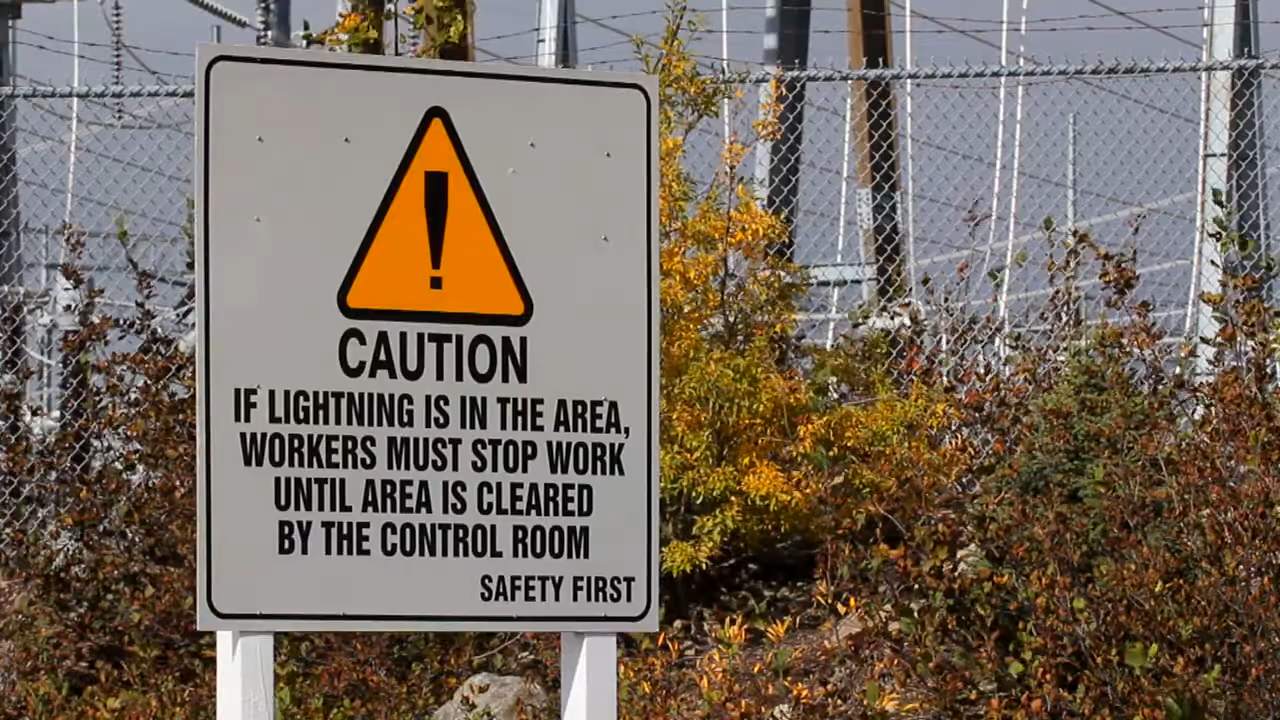 !
CAUTION
IF LIGHTNING IS IN THE AREA,
WORKERS MUST STOP WORK
UNTIL AREA IS CLEARED
BY THE CONTROL ROOM
SAFETY FIRST